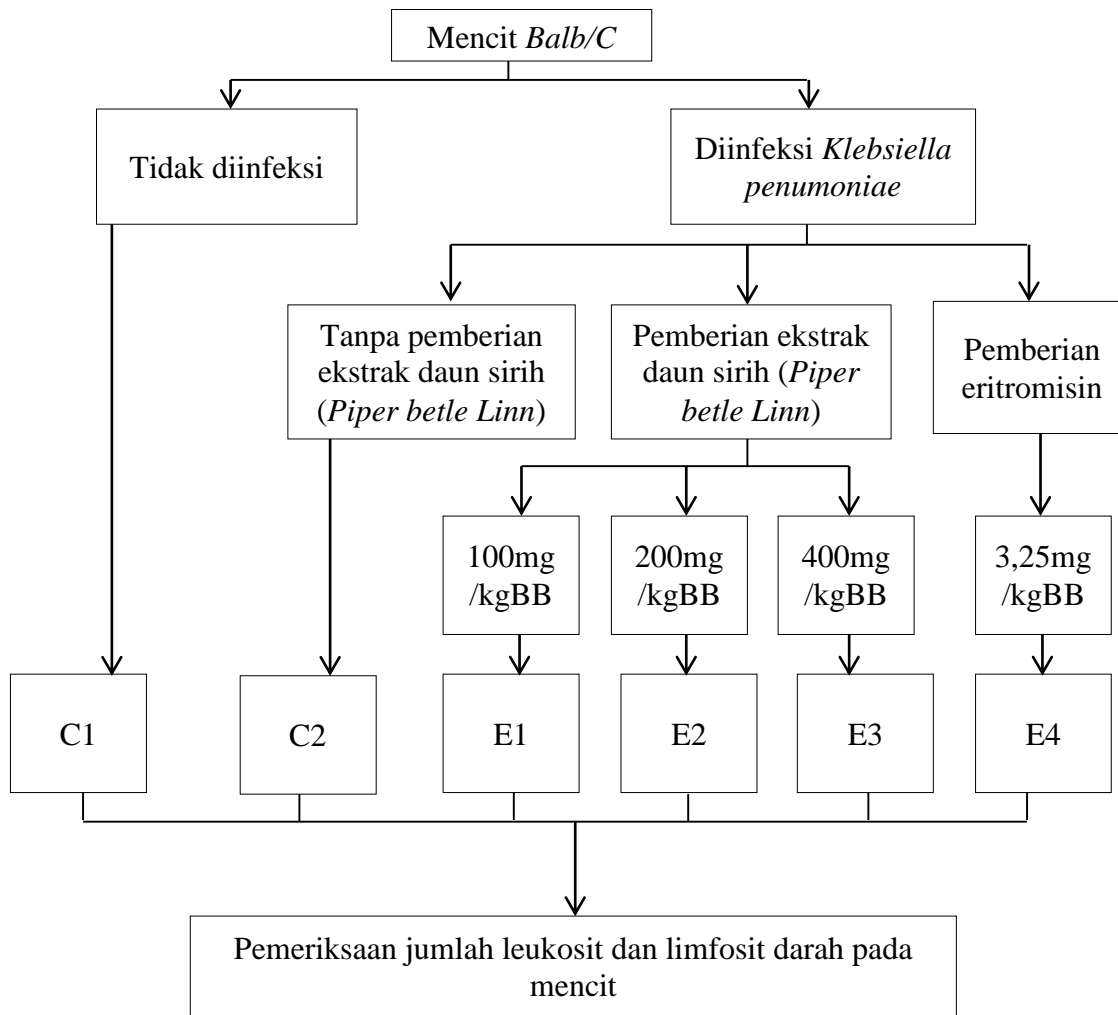 Mencit Balb/C
Tidak diinfeksi
Diinfeksi Klebsiella
penumoniae
Tanpa pemberian
ekstrak daun sirih
(Piper betle Linn)
Pemberian ekstrak
daun sirih (Piper
betle Linn)
Pemberian
eritromisin
100mg
/kgBB
200mg
/kgBB
400mg
/kgBB
3,25mg
/kgBB
C1
C2
E1
E2
E3
E4
Pemeriksaan jumlah leukosit dan limfosit darah pada
mencit